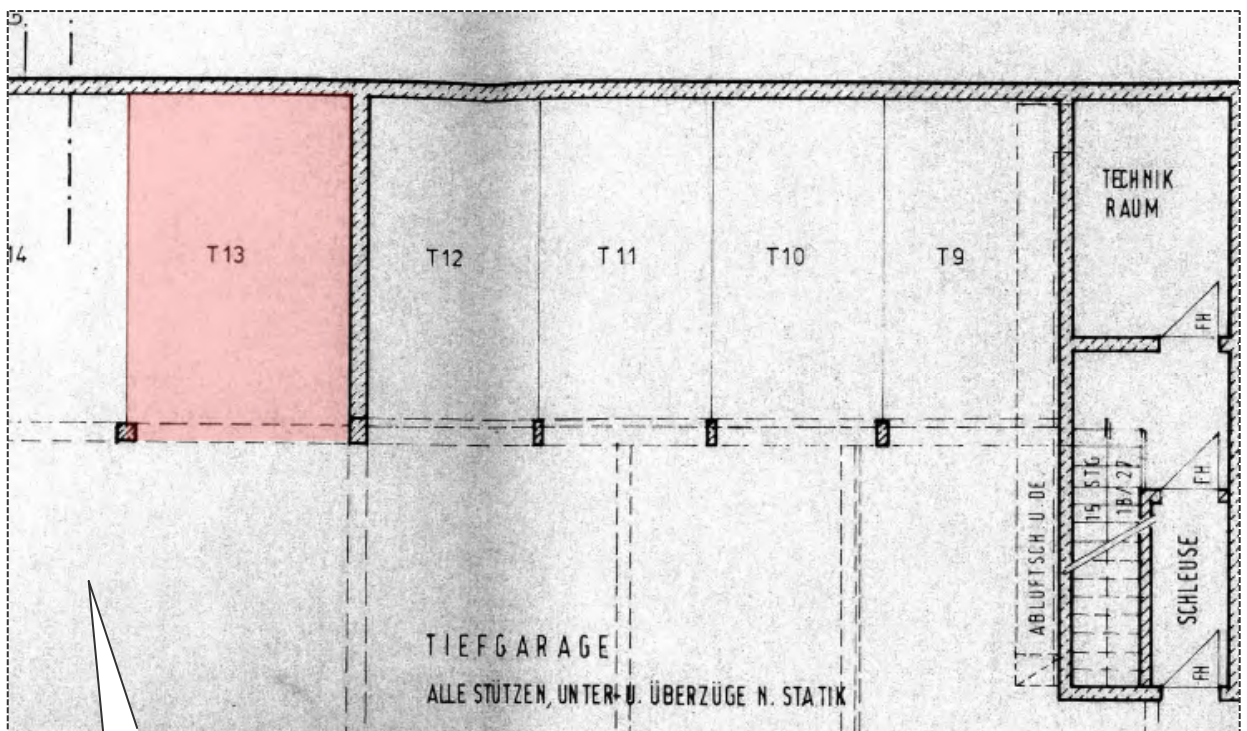 TECHNIK
RAUM
14
T13
T12
T11
T10
T9
FH
15 STG
18/27
FH.
ABLUFTSCH.U.DE.
SCHLEUSE
TIEFGARAGE
ALLE STÜTZEN, UNTER- U. ÜBERZÜGE N. STATIK
FH